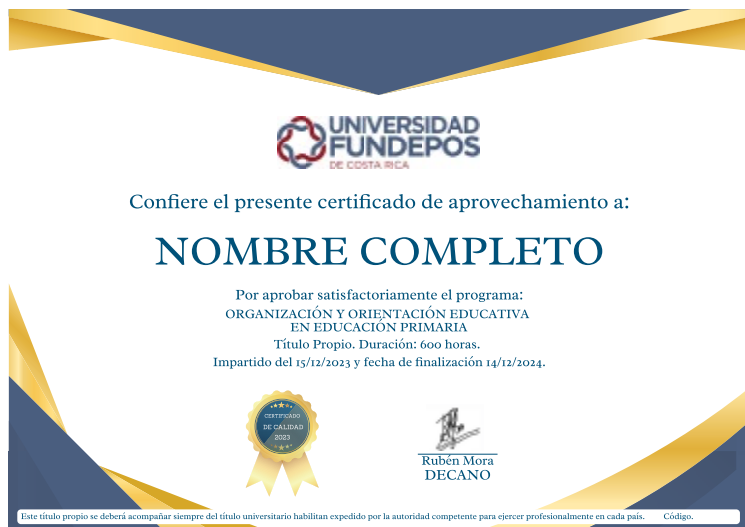 UNIVERSIDAD
FUNDEPOS
DE COSTA RICA
Confiere el presente certificado de aprovechamiento a:
NOMBRE COMPLETO
Por aprobar satisfactoriamente el programa:
ORGANIZACIÓN Y ORIENTACIÓN EDUCATIVA
EN EDUCACIÓN PRIMARIA
Título Propio. Duración: 600 horas.
Impartido del 15/12/2023 y fecha de finalización 14/12/2024.
CERTIFICADO
DE CALIDAD
2023
Rubén Mora
DECANO
Este título propio se deberá acompañar siempre del título universitario habilitan expedido por la autoridad competente para ejercer profesionalmente en cada país. Código.